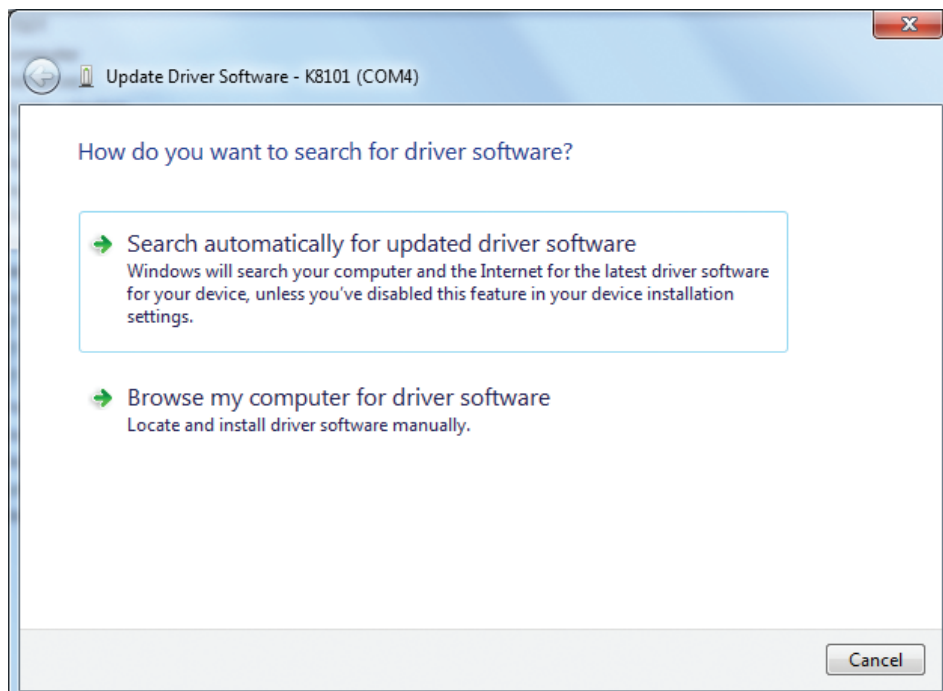 Update Driver Software - K8101 (COM4)
How do you want to search for driver software?
Search automatically for updated driver software
Windows will search your computer and the Internet for the latest driver software
for your device, unless you've disabled this feature in your device installation
settings.
Browse my computer for driver software
Locate and install driver software manually.
Cancel